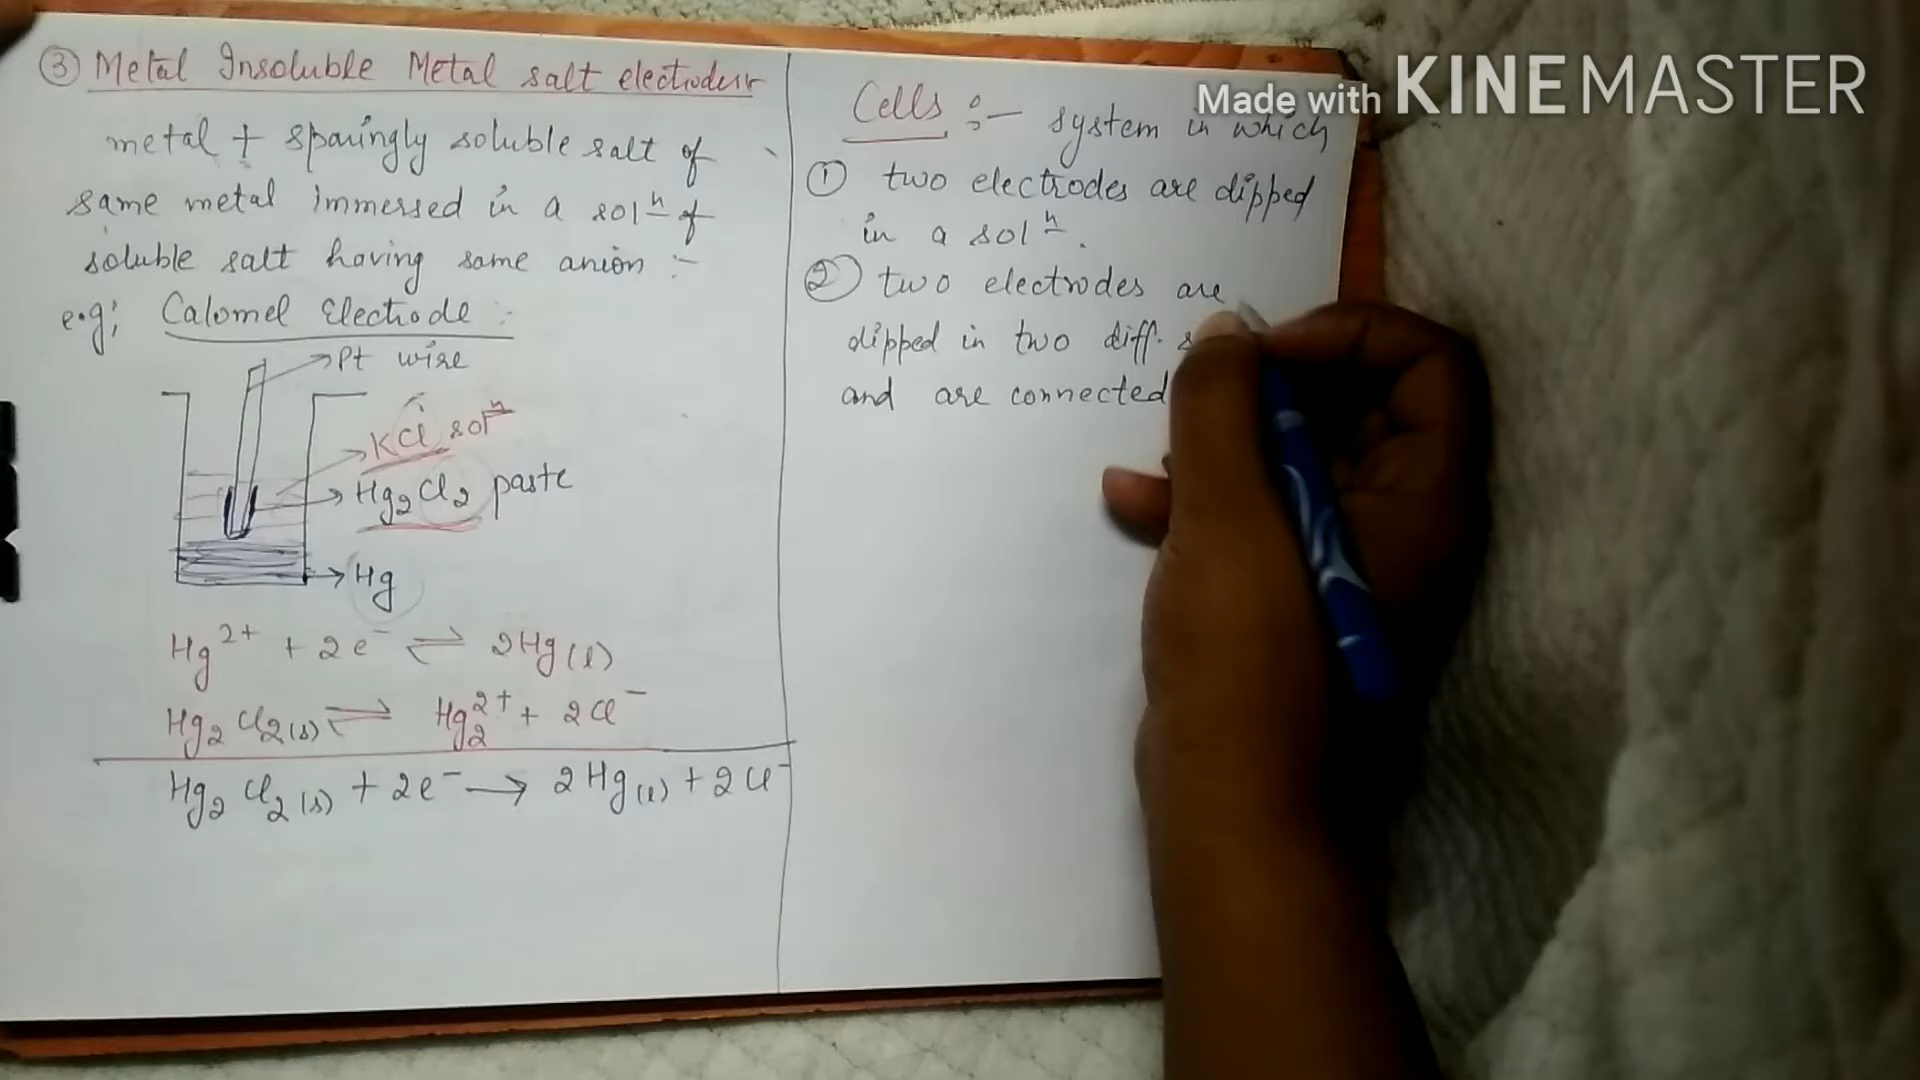 ③ Metal Insoluble Metal salt electrodes:-
metal + sparingly soluble salt of
same metal immersed in a solⁿ of
soluble salt having same anion :-
e.g; Calomel Electrode :
→ Pt wire
→ KCl solⁿ
→ Hg₂Cl₂ paste
→ Hg
Hg²⁺ + 2e⁻ ⇌ 2Hg(l)
Hg₂Cl₂(s) ⇌ Hg₂²⁺ + 2Cl⁻
Hg₂Cl₂(s) + 2e⁻ → 2Hg(l) + 2Cl⁻
Cells :- system in which
① two electrodes are dipped
in a solⁿ.
② two electrodes are
dipped in two diff.
and are connected
Made with KINEMASTER